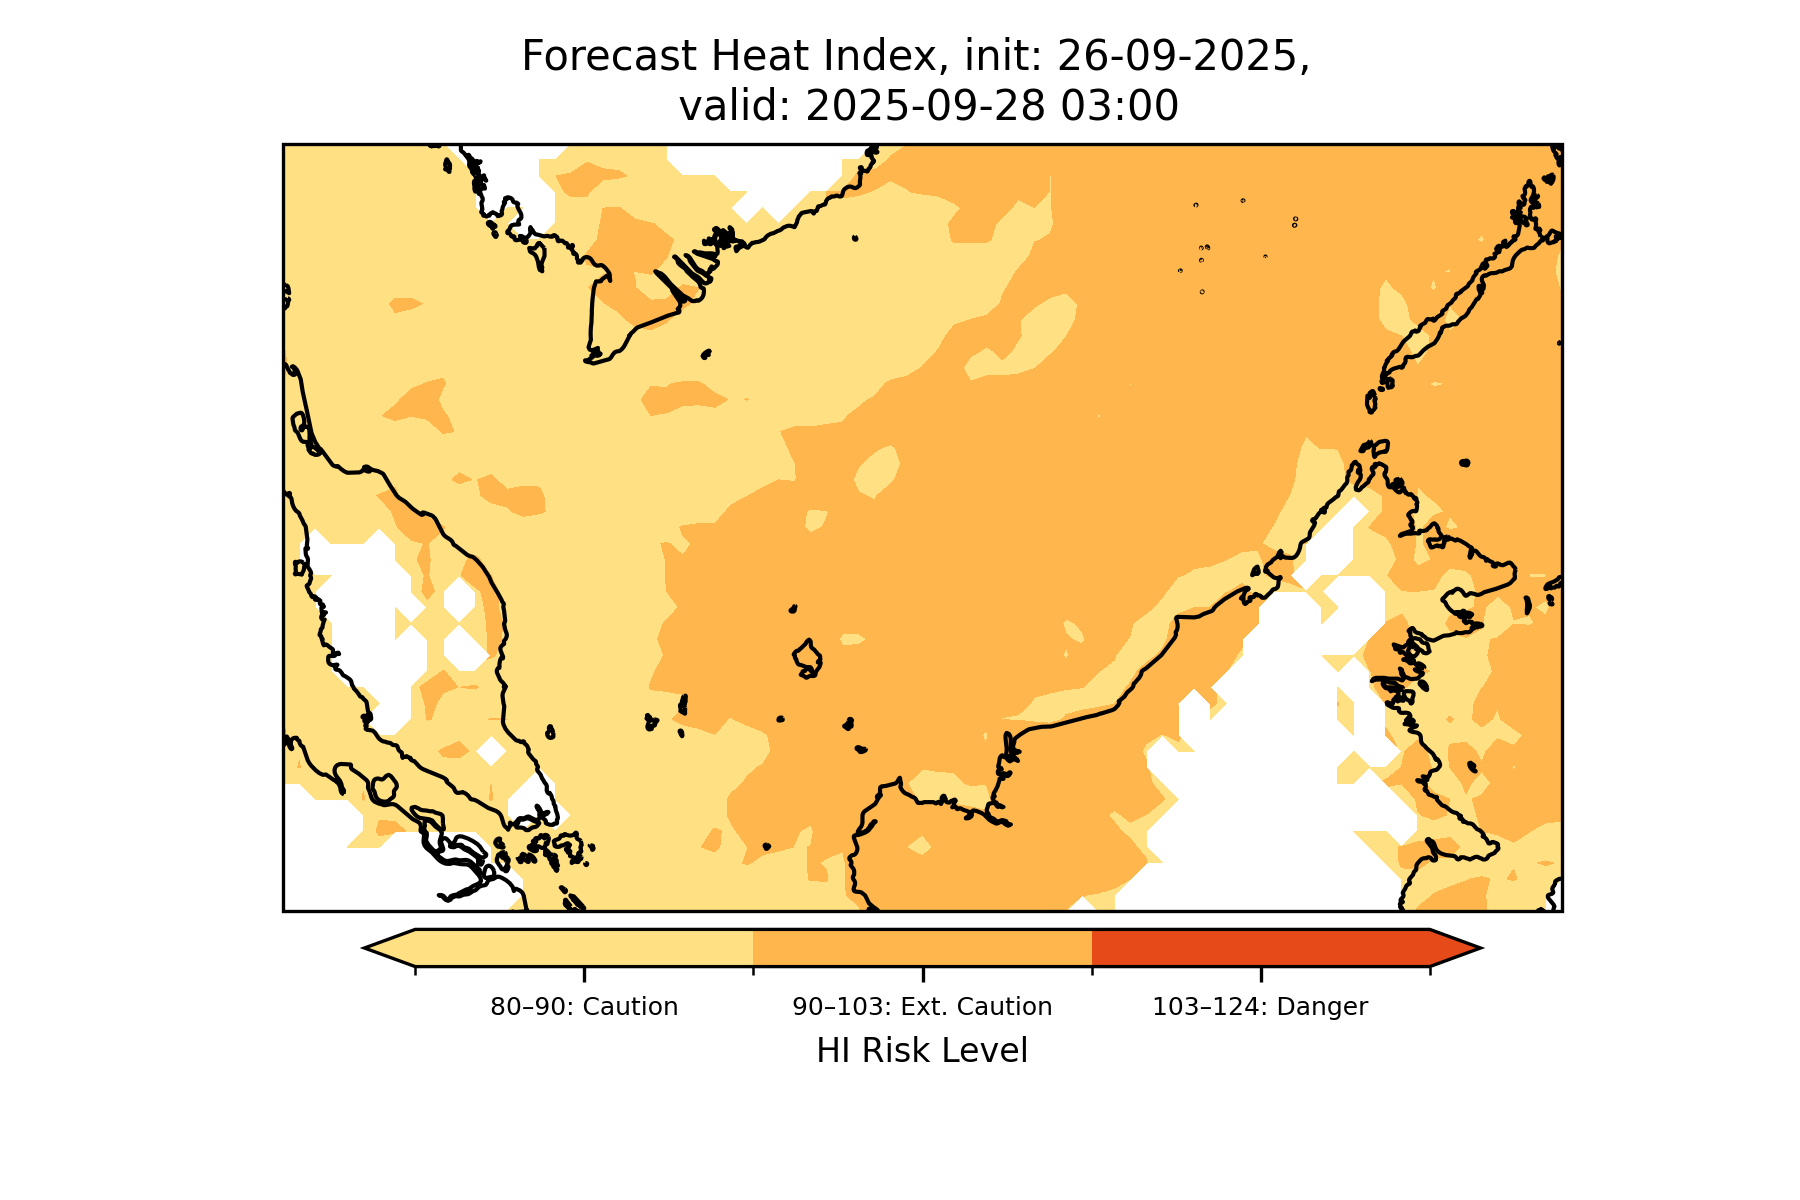 Forecast Heat Index, init: 26-09-2025,
valid: 2025-09-28 03:00
80–90: Caution
90–103: Ext. Caution
103–124: Danger
HI Risk Level